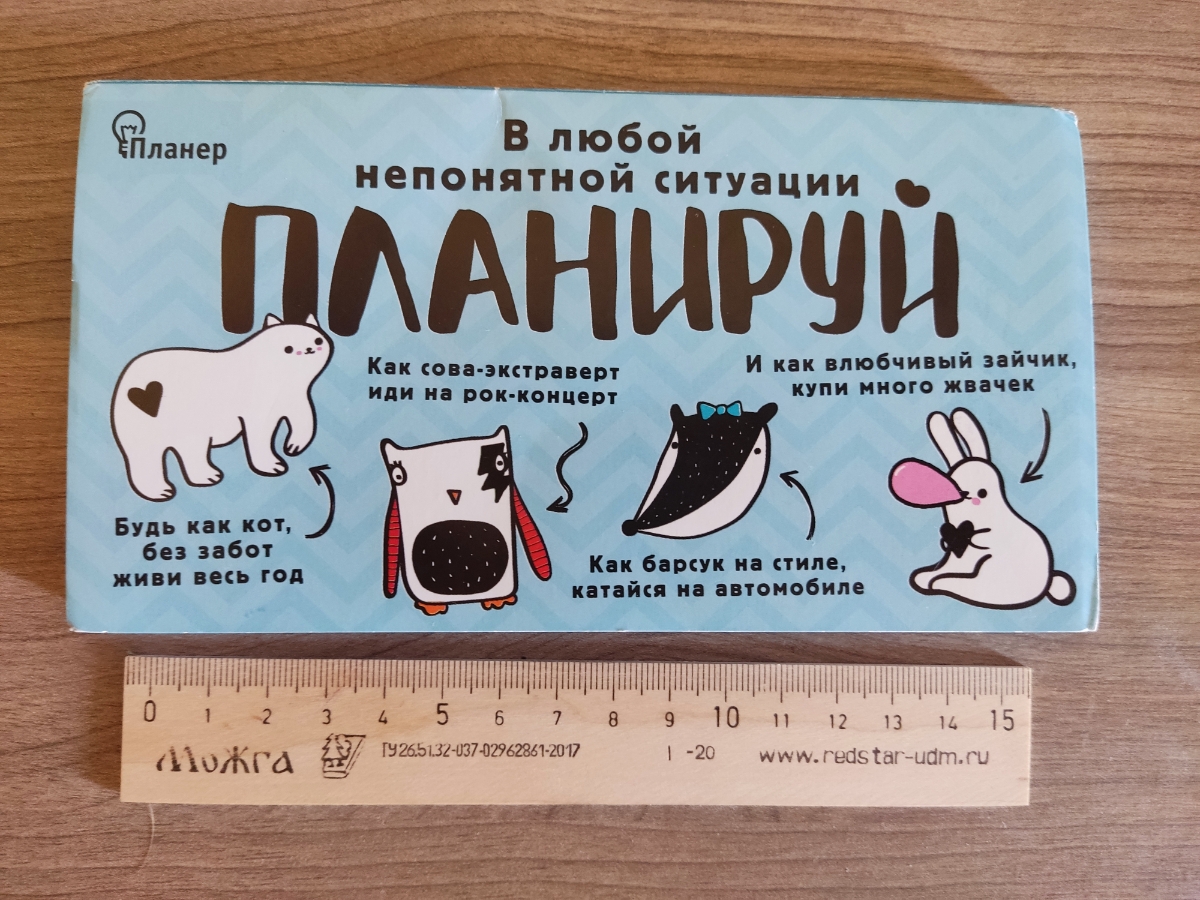 Планер
В любой
непонятной ситуации
ПЛАНИРУЙ
Как сова-экстраверт
иди на рок-концерт
И как влюбчивый зайчик,
купи много жвачек
Будь как кот,
без забот
живи весь год
Как барсук на стиле,
катайся на автомобиле
0 1 2 3 4 5 6 7 8 9 10 11 12 13 14 15
Можга ТУ 26.51.32-037-02962861-2017 | -20 www.redstar-udm.ru